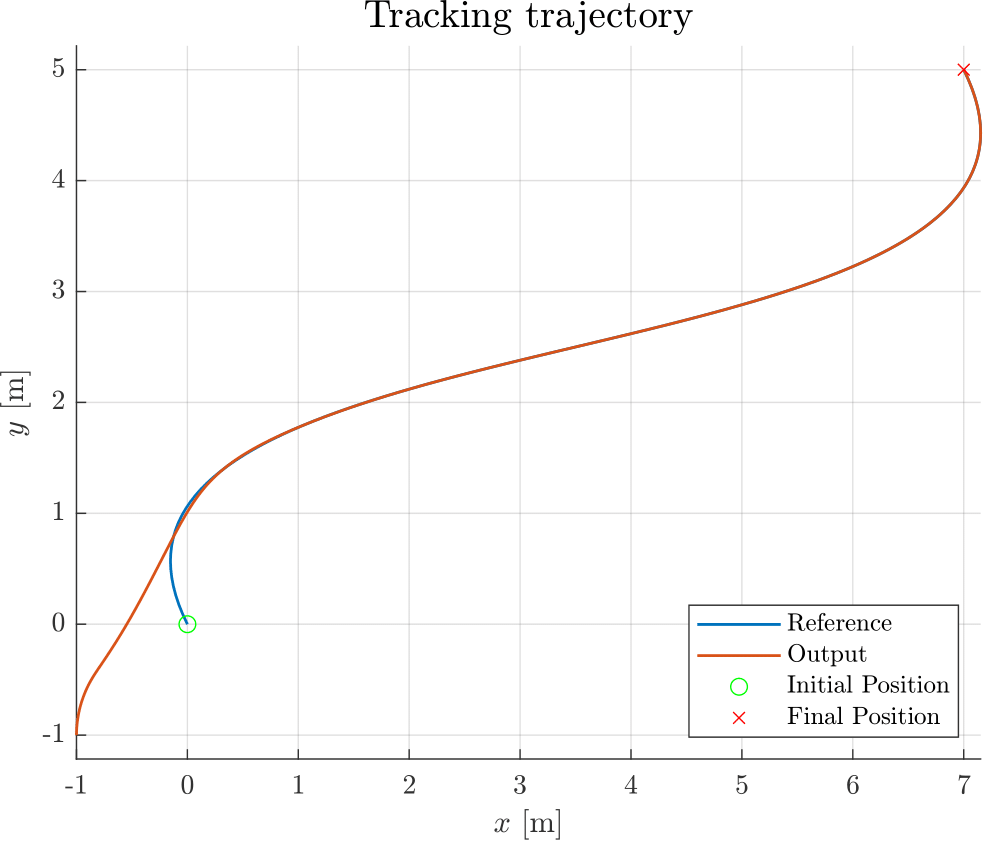 Tracking trajectory
5
4
3
2
1
0
-1
y [m]
-1 0 1 2 3 4 5 6 7
x [m]
Reference
Output
Initial Position
Final Position